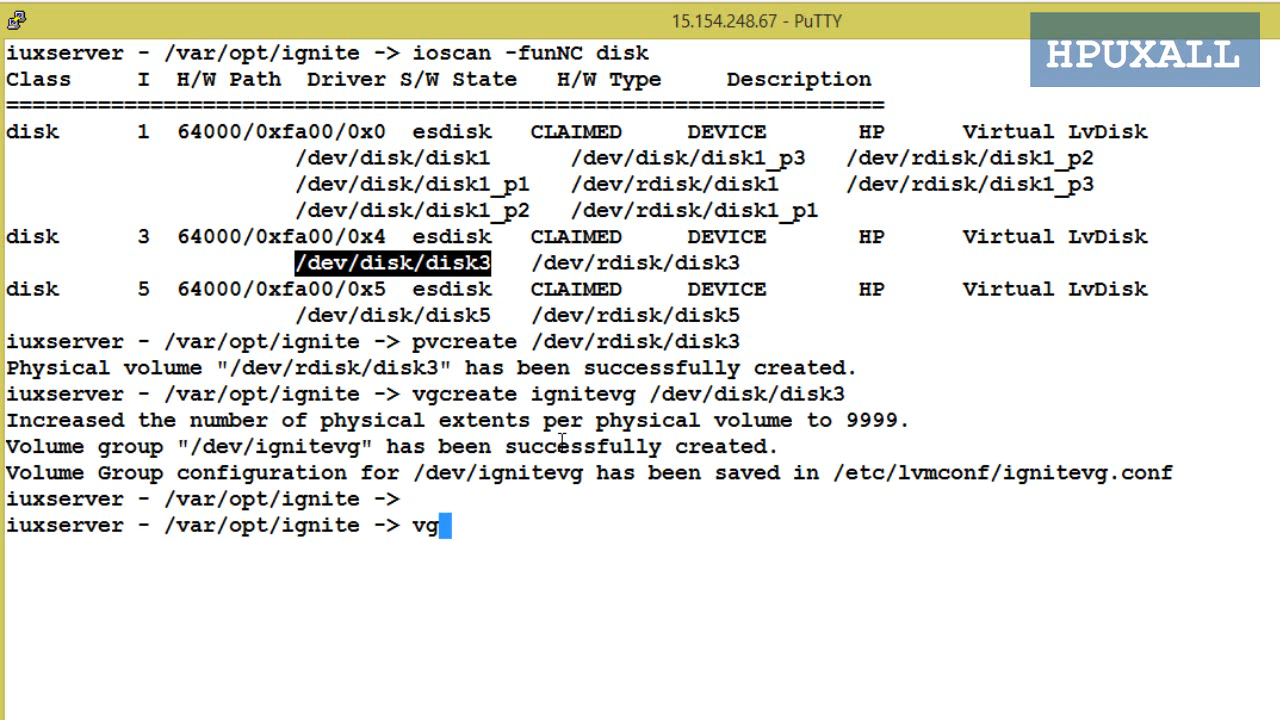 15.154.248.67 - PuTTY
HPUXALL
iuxserver - /var/opt/ignite -> ioscan -funNC disk
Class I H/W Path Driver S/W State H/W Type Description
====================================================================
disk 1 64000/0xfa00/0x0 esdisk CLAIMED DEVICE HP Virtual LvDisk
/dev/disk/disk1 /dev/disk/disk1_p3 /dev/rdisk/disk1_p2
/dev/disk/disk1_p1 /dev/rdisk/disk1 /dev/rdisk/disk1_p3
/dev/disk/disk1_p2 /dev/rdisk/disk1_p1
disk 3 64000/0xfa00/0x4 esdisk CLAIMED DEVICE HP Virtual LvDisk
/dev/disk/disk3 /dev/rdisk/disk3
disk 5 64000/0xfa00/0x5 esdisk CLAIMED DEVICE HP Virtual LvDisk
/dev/disk/disk5 /dev/rdisk/disk5
iuxserver - /var/opt/ignite -> pvcreate /dev/rdisk/disk3
Physical volume "/dev/rdisk/disk3" has been successfully created.
iuxserver - /var/opt/ignite -> vgcreate ignitevg /dev/disk/disk3
Increased the number of physical extents per physical volume to 9999.
Volume group "/dev/ignitevg" has been successfully created.
Volume Group configuration for /dev/ignitevg has been saved in /etc/lvmconf/ignitevg.conf
iuxserver - /var/opt/ignite ->
iuxserver - /var/opt/ignite -> vg